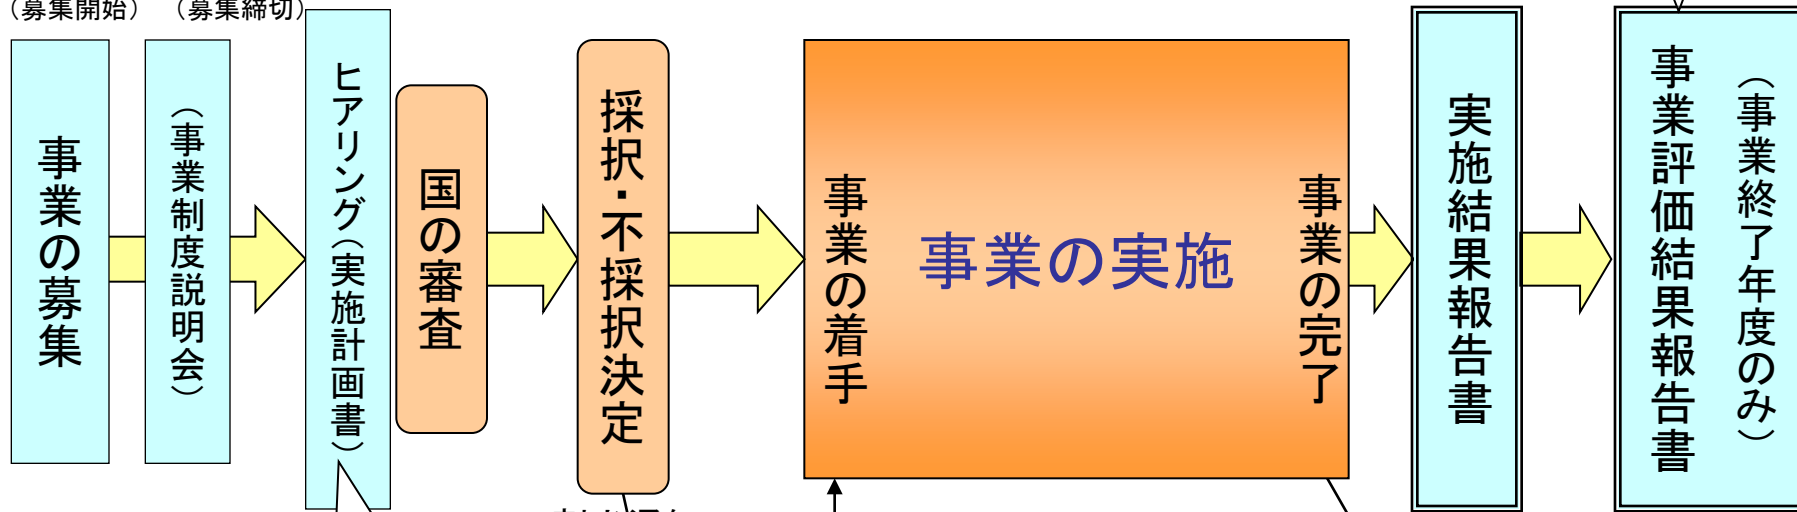 (募集開始) (募集締切)
事業の募集
(事業制度説明会)
ヒアリング(実施計画書)
国の審査
採択・不採択決定
事業の着手
事業の実施
事業の完了
実施結果報告書
事業評価結果報告書
(事業終了年度のみ)